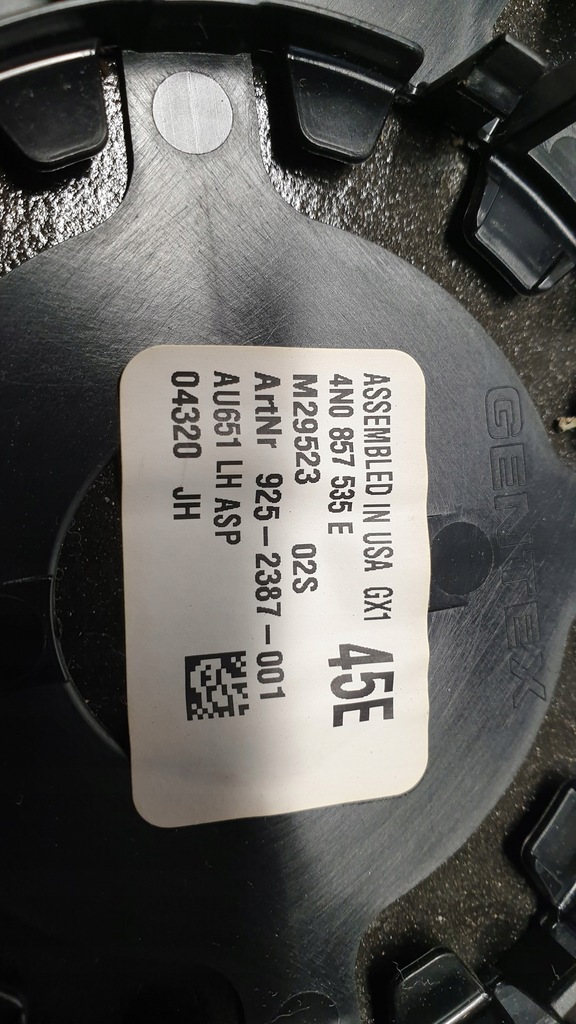 GENTEX
ASSEMBLED IN USA GX1
4N0 857 535 E
45E
M29523 02S
ArtNr 925-2387-001
AU651 LH ASP
04320 JH